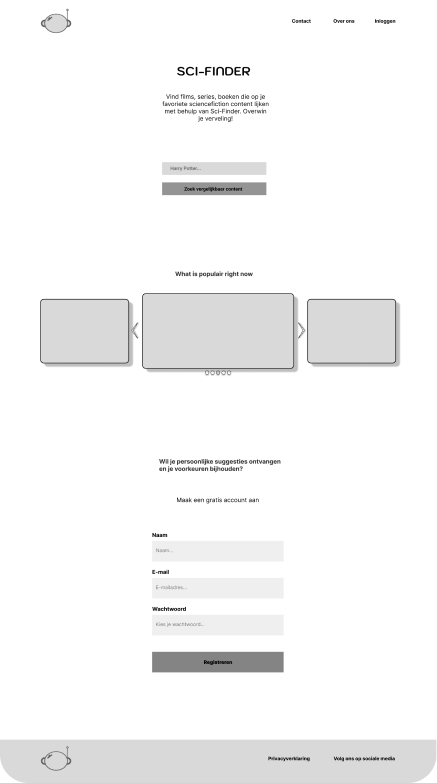 Contact
Over ons
Inloggen
SCI-FINDER
Vind films, series, boeken die op je
favoriete sciencefiction content lijken
met behulp van Sci-Finder. Overwin
je verveling!
Harry Potter...
Zoek vergelijkbaar content
What is populair right now
Wil je persoonlijke suggesties ontvangen
en je voorkeuren bijhouden?
Maak een gratis account aan
Naam
Naam...
E-mail
E-mailadres...
Wachtwoord
Kies je wachtwoord...
Registreren
Privacyverklaring
Volg ons op sociale media